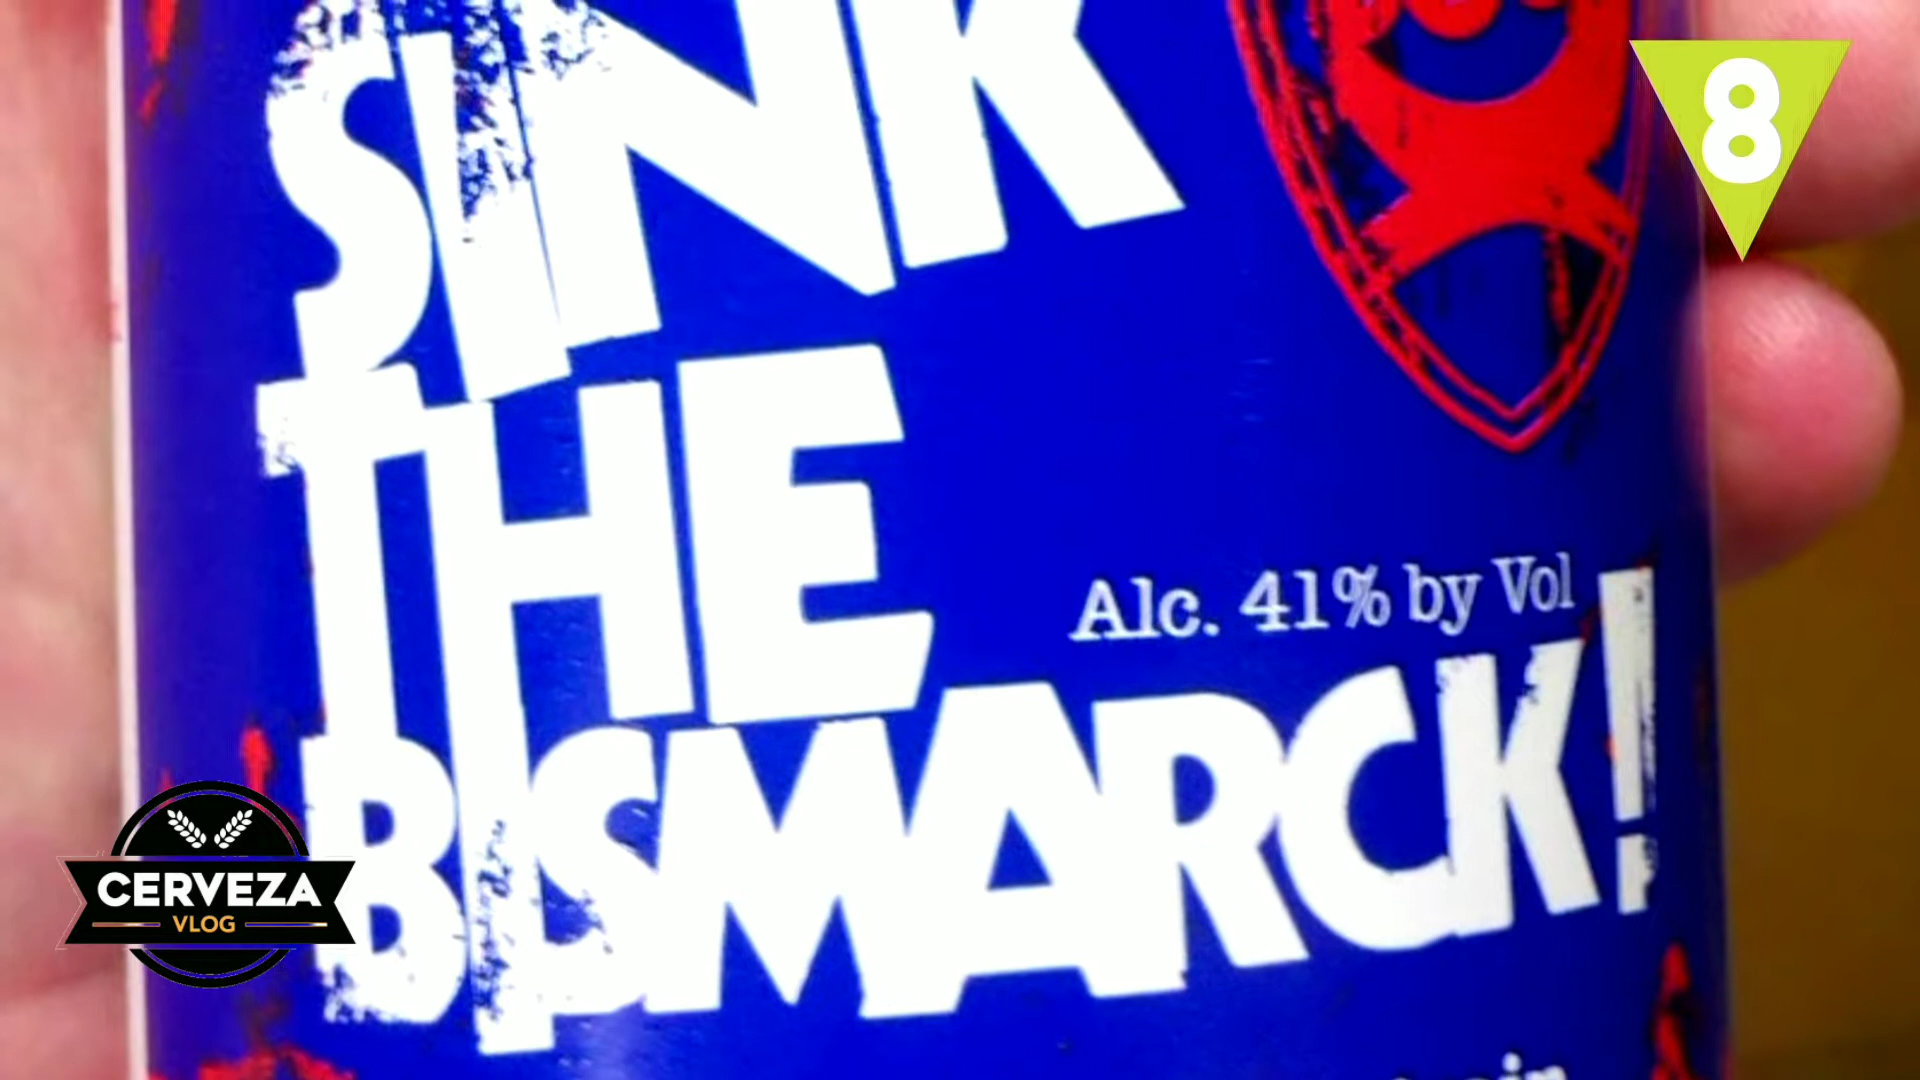 SINK
8
THE
Alc. 41% by Vol
BISMARCK!
CERVEZA
VLOG